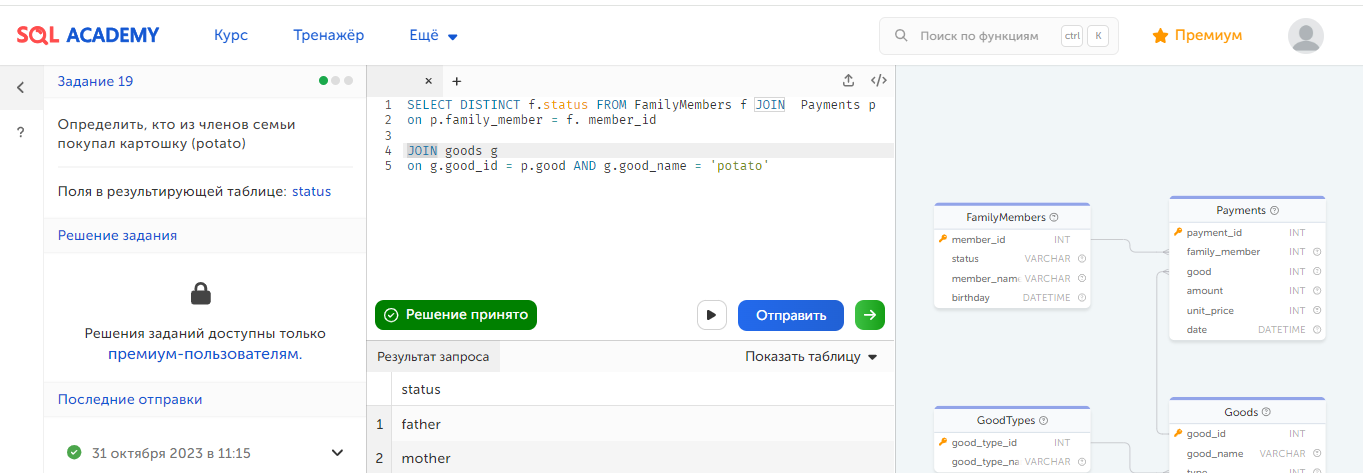 SQL ACADEMY
Курс
Тренажёр
Ещё
Поиск по функциям
ctrl
K
Премиум
Задание 19
?
Определить, кто из членов семьи
покупал картошку (potato)
Поля в результирующей таблице: status
Решение задания
Решения заданий доступны только
премиум-пользователям.
Последние отправки
31 октября 2023 в 11:15
× +
</>
1 SELECT DISTINCT f.status FROM FamilyMembers f JOIN Payments p
2 on p.family_member = f. member_id
3
4 JOIN goods g
5 on g.good_id = p.good AND g.good_name = 'potato'
Решение принято
Отправить
Результат запроса
Показать таблицу
status
1 father
2 mother
FamilyMembers ?
member_id INT
status VARCHAR ?
member_name VARCHAR ?
birthday DATETIME ?
Payments ?
payment_id INT
family_member INT ?
good INT ?
amount INT ?
unit_price INT ?
date DATETIME ?
GoodTypes ?
good_type_id INT
good_type_na VARCHAR ?
Goods ?
good_id INT
good_name VARCHAR ?
type INT ?